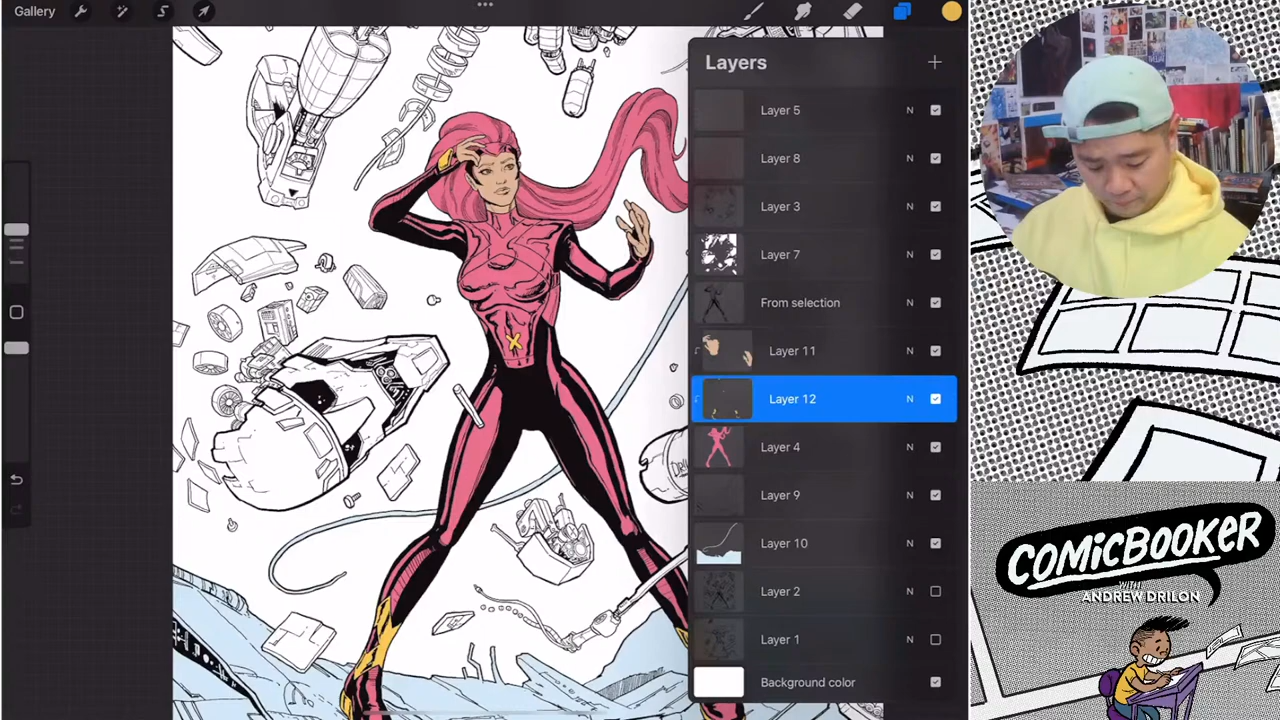 Gallery
Layers
Layer 5 N
Layer 8 N
Layer 3 N
Layer 7 N
From selection N
Layer 11 N
Layer 12 N
Layer 4 N
Layer 9 N
Layer 10 N
Layer 2 N
Layer 1 N
Background color
COMiCBOOKER
WITH
ANDREW DRILON